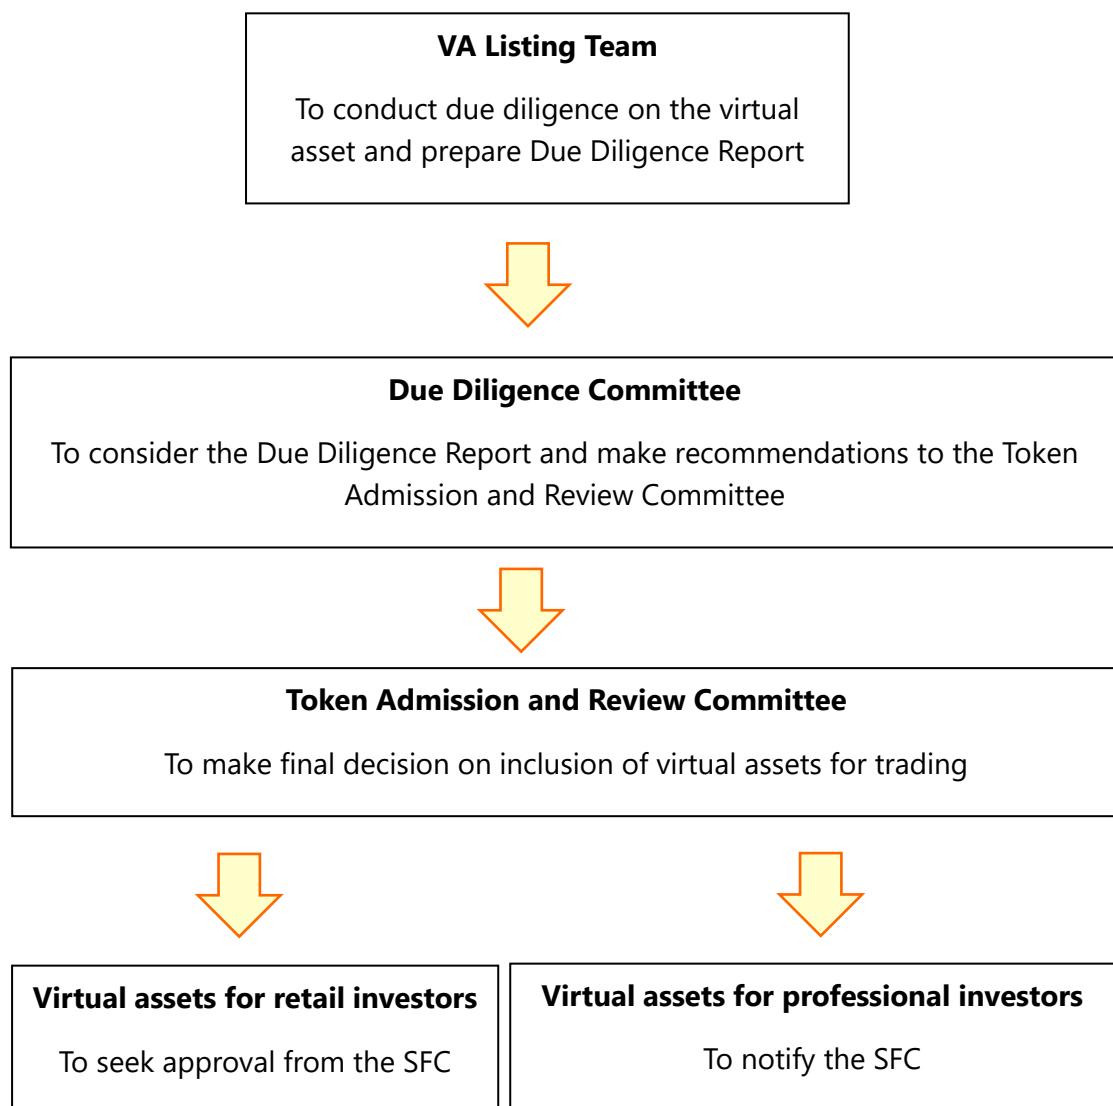 VA Listing Team
To conduct due diligence on the virtual
asset and prepare Due Diligence Report
Due Diligence Committee
To consider the Due Diligence Report and make recommendations to the Token
Admission and Review Committee
Token Admission and Review Committee
To make final decision on inclusion of virtual assets for trading
Virtual assets for retail investors
To seek approval from the SFC
Virtual assets for professional investors
To notify the SFC